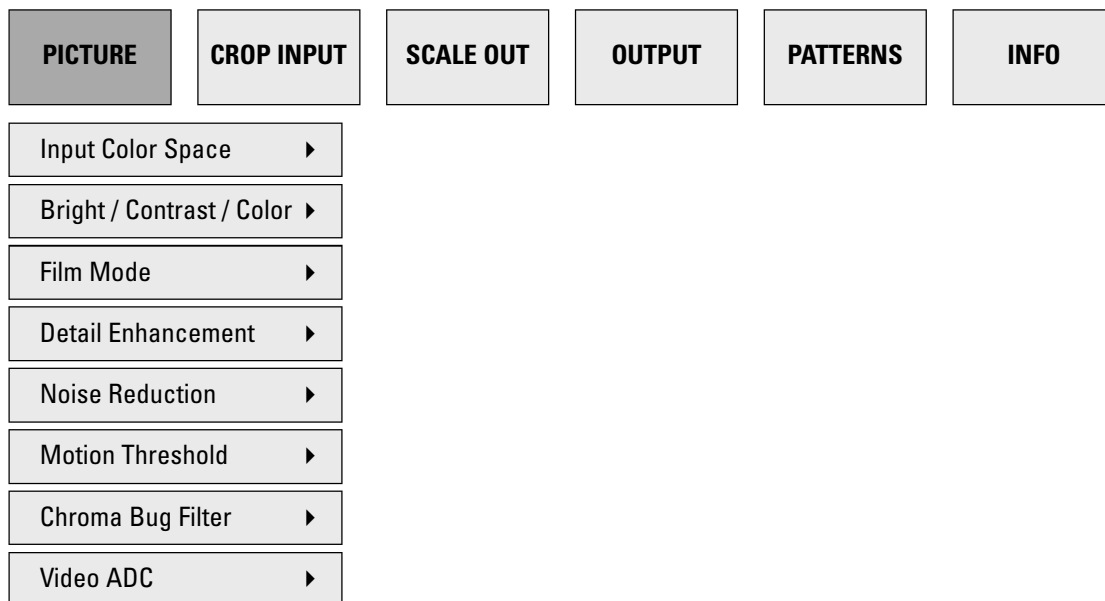 PICTURE CROP INPUT SCALE OUT OUTPUT PATTERNS INFO
Input Color Space
Bright / Contrast / Color
Film Mode
Detail Enhancement
Noise Reduction
Motion Threshold
Chroma Bug Filter
Video ADC